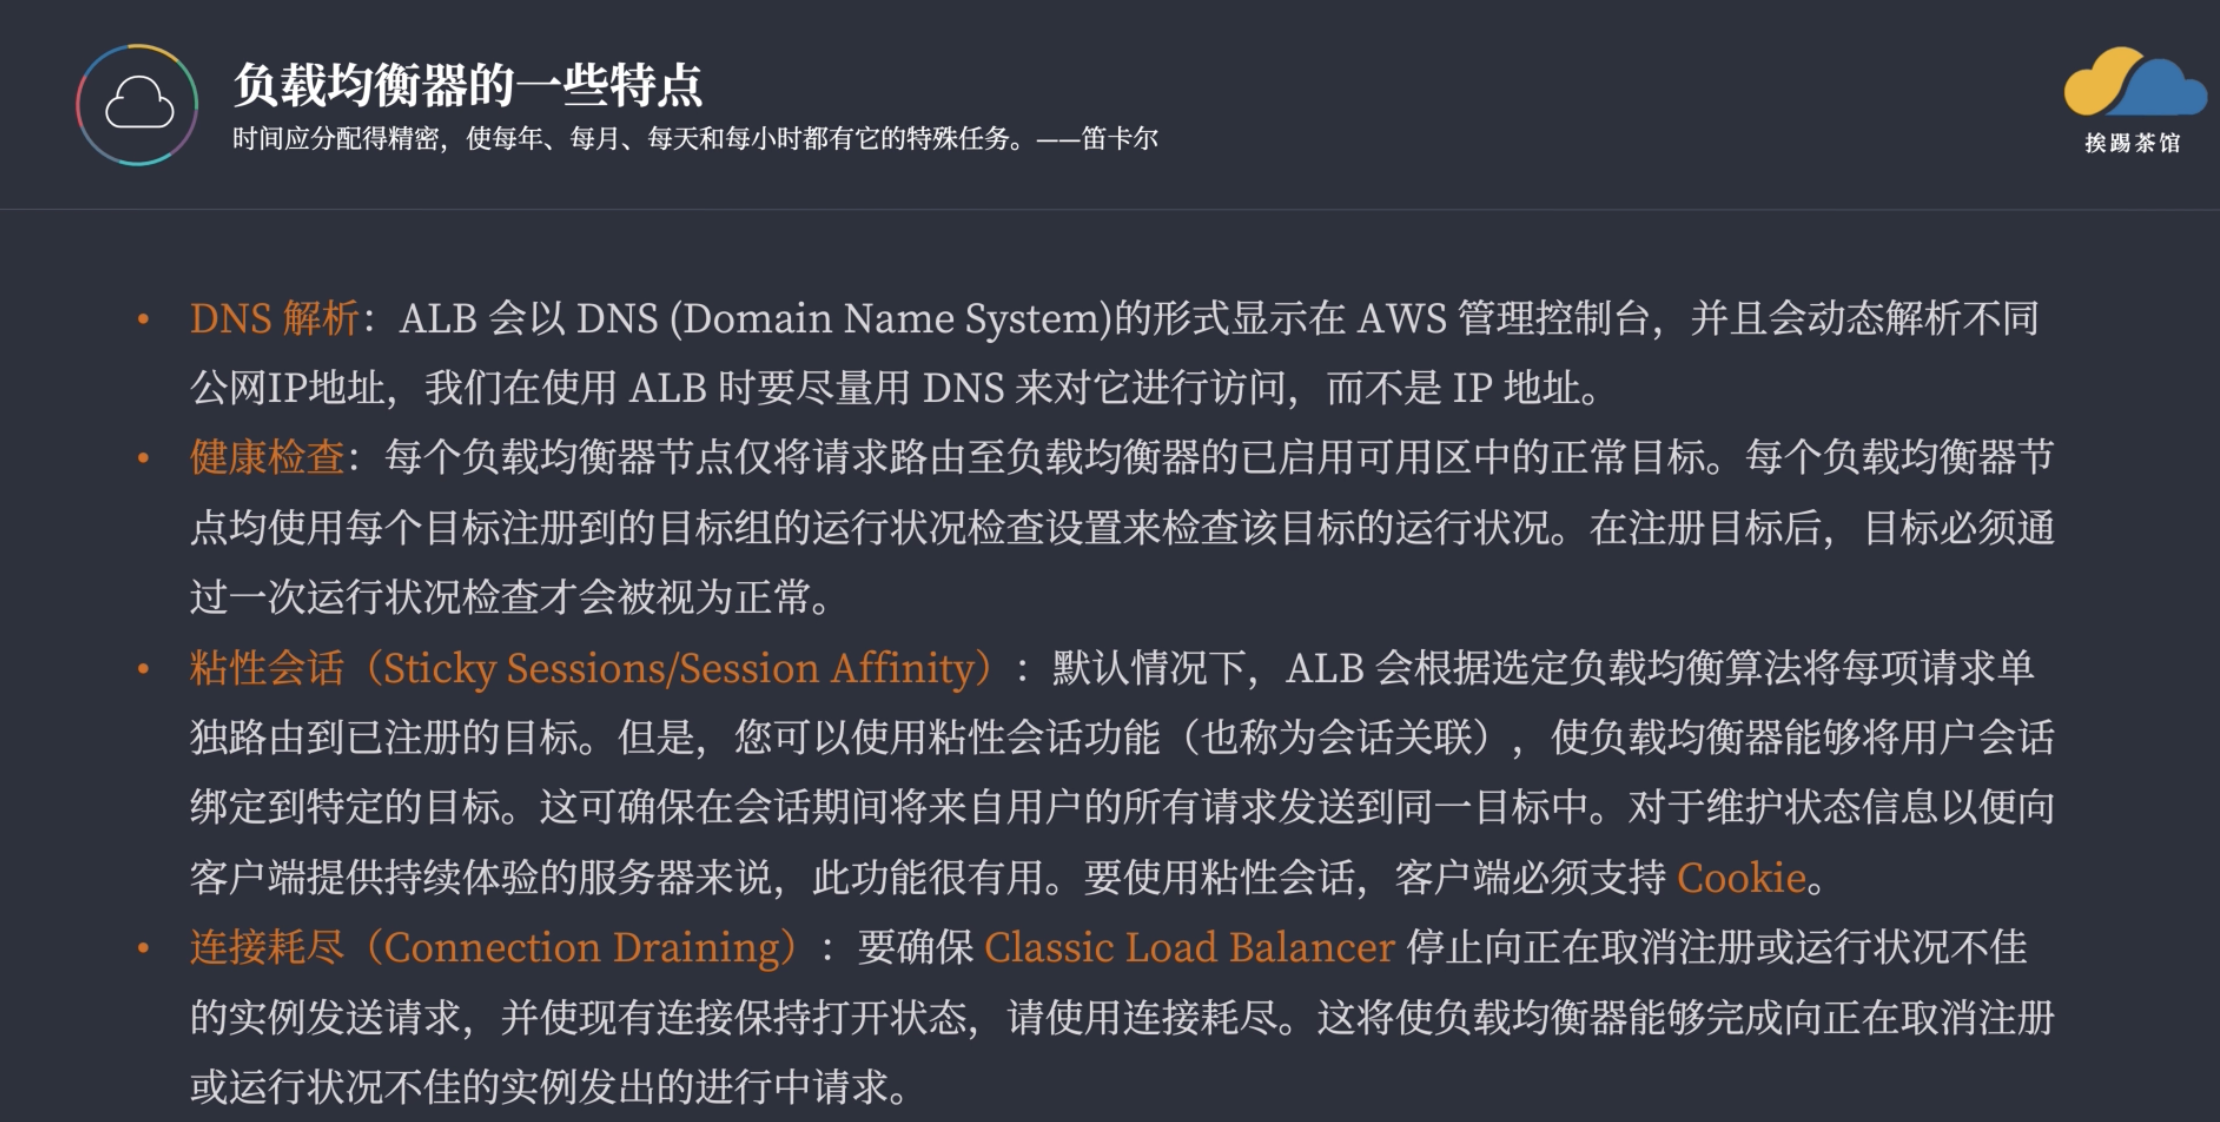 负载均衡器的一些特点
时间应分配得精密，使每年、每月、每天和每小时都有它的特殊任务。——笛卡尔
挨踢茶馆
• DNS 解析：ALB 会以 DNS (Domain Name System)的形式显示在 AWS 管理控制台，并且会动态解析不同
公网IP地址，我们在使用 ALB 时要尽量用 DNS 来对它进行访问，而不是 IP 地址。
• 健康检查：每个负载均衡器节点仅将请求路由至负载均衡器的已启用可用区中的正常目标。每个负载均衡器节
点均使用每个目标注册到的目标组的运行状况检查设置来检查该目标的运行状况。在注册目标后，目标必须通
过一次运行状况检查才会被视为正常。
• 粘性会话（Sticky Sessions/Session Affinity）：默认情况下，ALB 会根据选定负载均衡算法将每项请求单
独路由到已注册的目标。但是，您可以使用粘性会话功能（也称为会话关联），使负载均衡器能够将用户会话
绑定到特定的目标。这可确保在会话期间将来自用户的所有请求发送到同一目标中。对于维护状态信息以便向
客户端提供持续体验的服务器来说，此功能很有用。要使用粘性会话，客户端必须支持 Cookie。
• 连接耗尽（Connection Draining）：要确保 Classic Load Balancer 停止向正在取消注册或运行状况不佳
的实例发送请求，并使现有连接保持打开状态，请使用连接耗尽。这将使负载均衡器能够完成向正在取消注册
或运行状况不佳的实例发出的进行中请求。